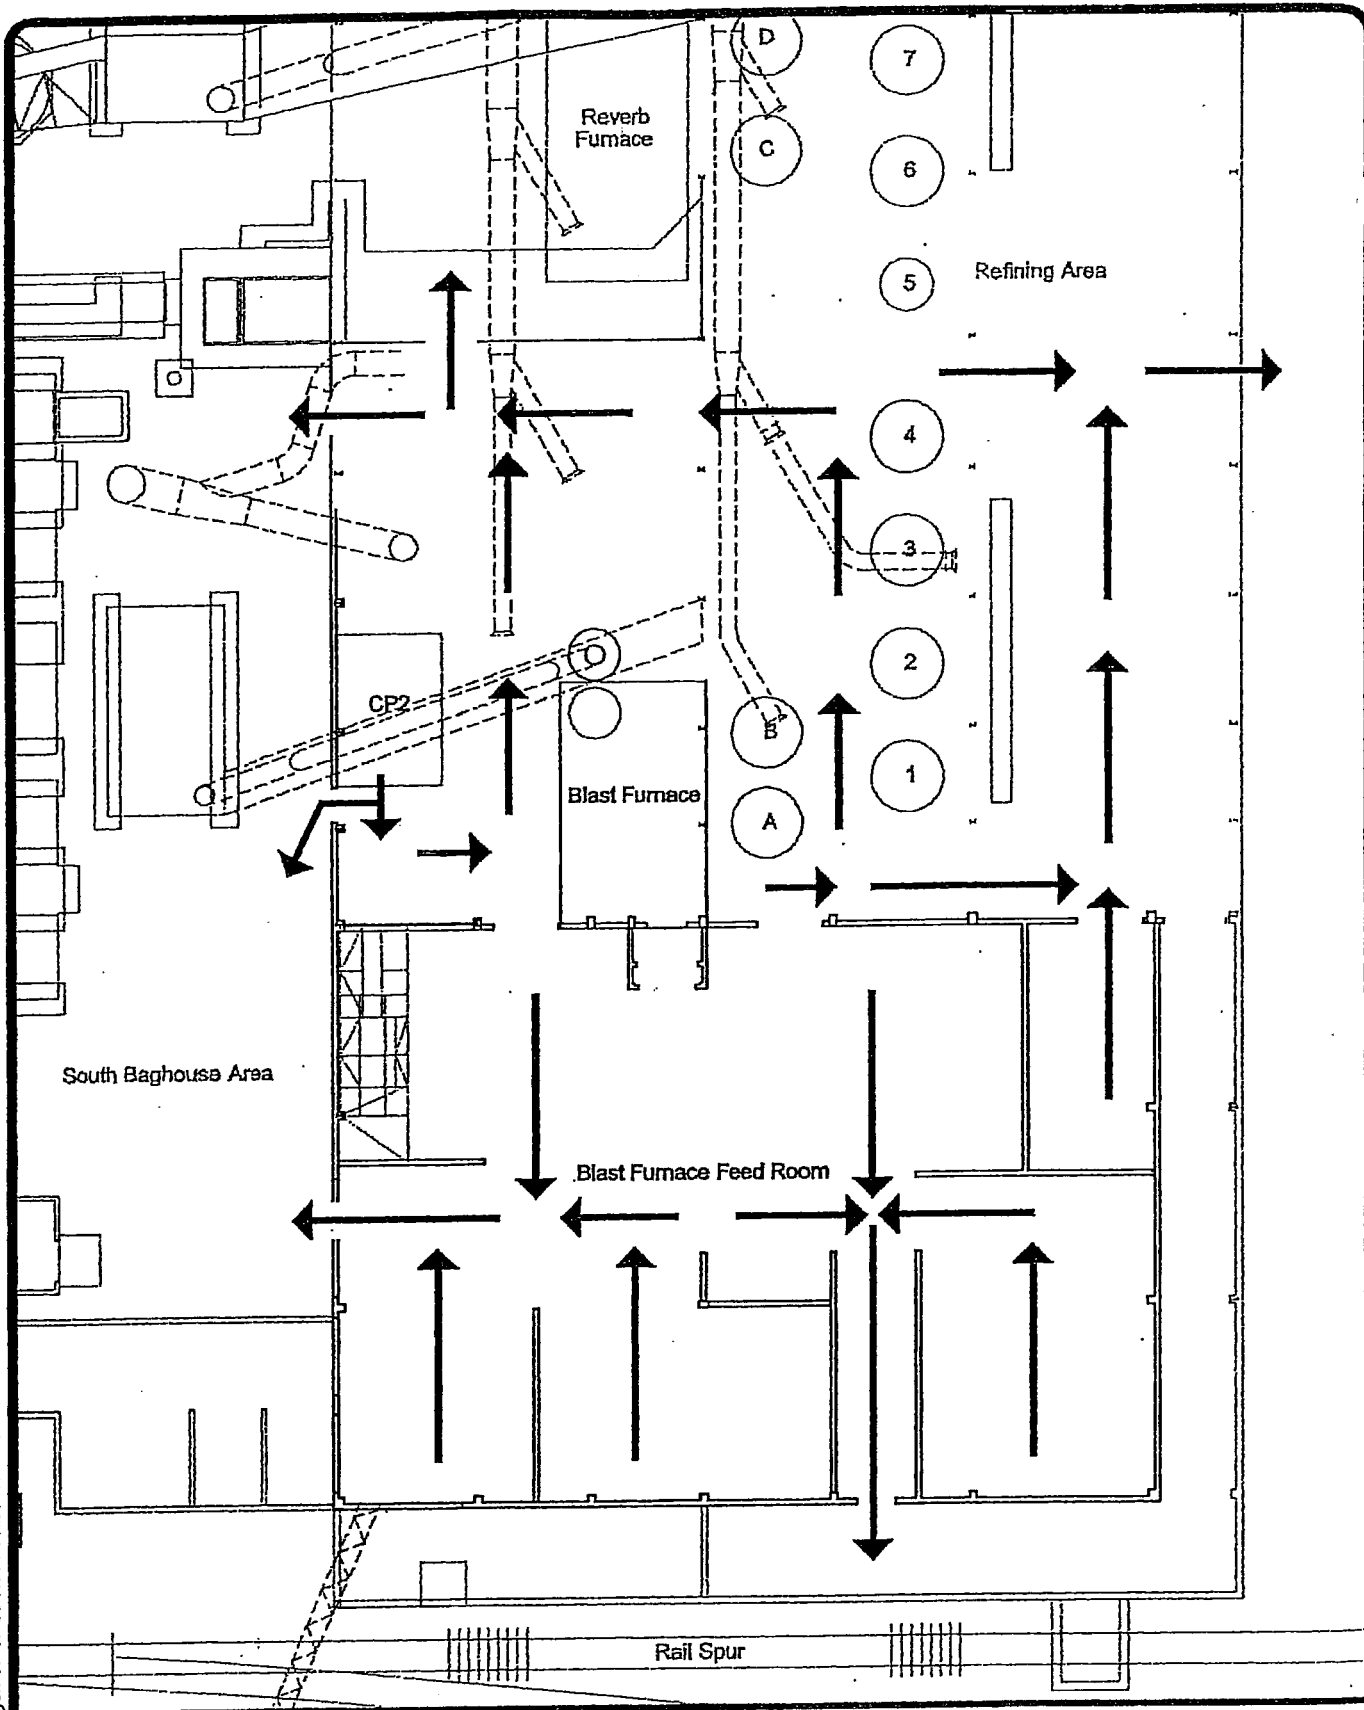 D
7
Reverb
Furnace
C
6
5
Refining Area
4
3
2
CP2
B
1
Blast Furnace
A
South Baghouse Area
Blast Furnace Feed Room
Rail Spur